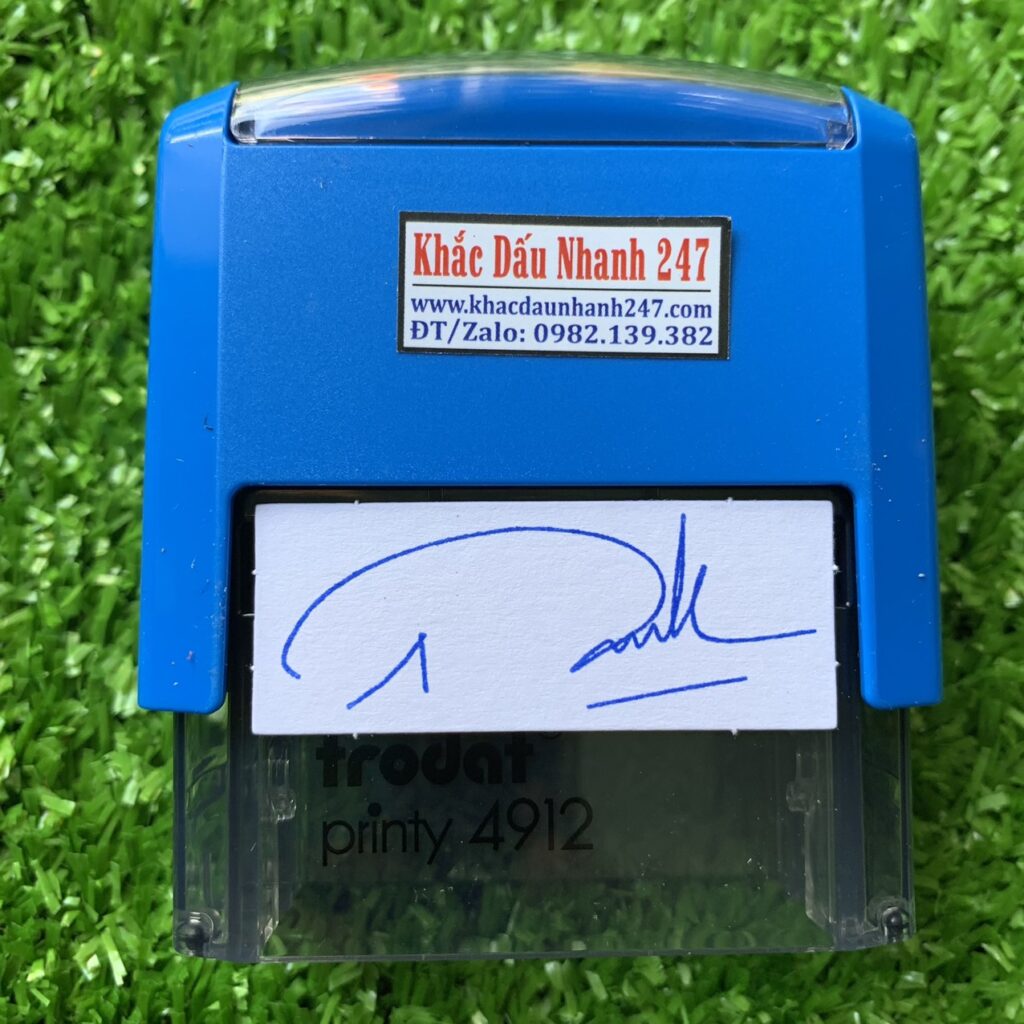 Khắc Dấu Nhanh 247
www.khacdaunhanh247.com
ĐT/Zalo: 0982.139.382
trodat
printy 4912